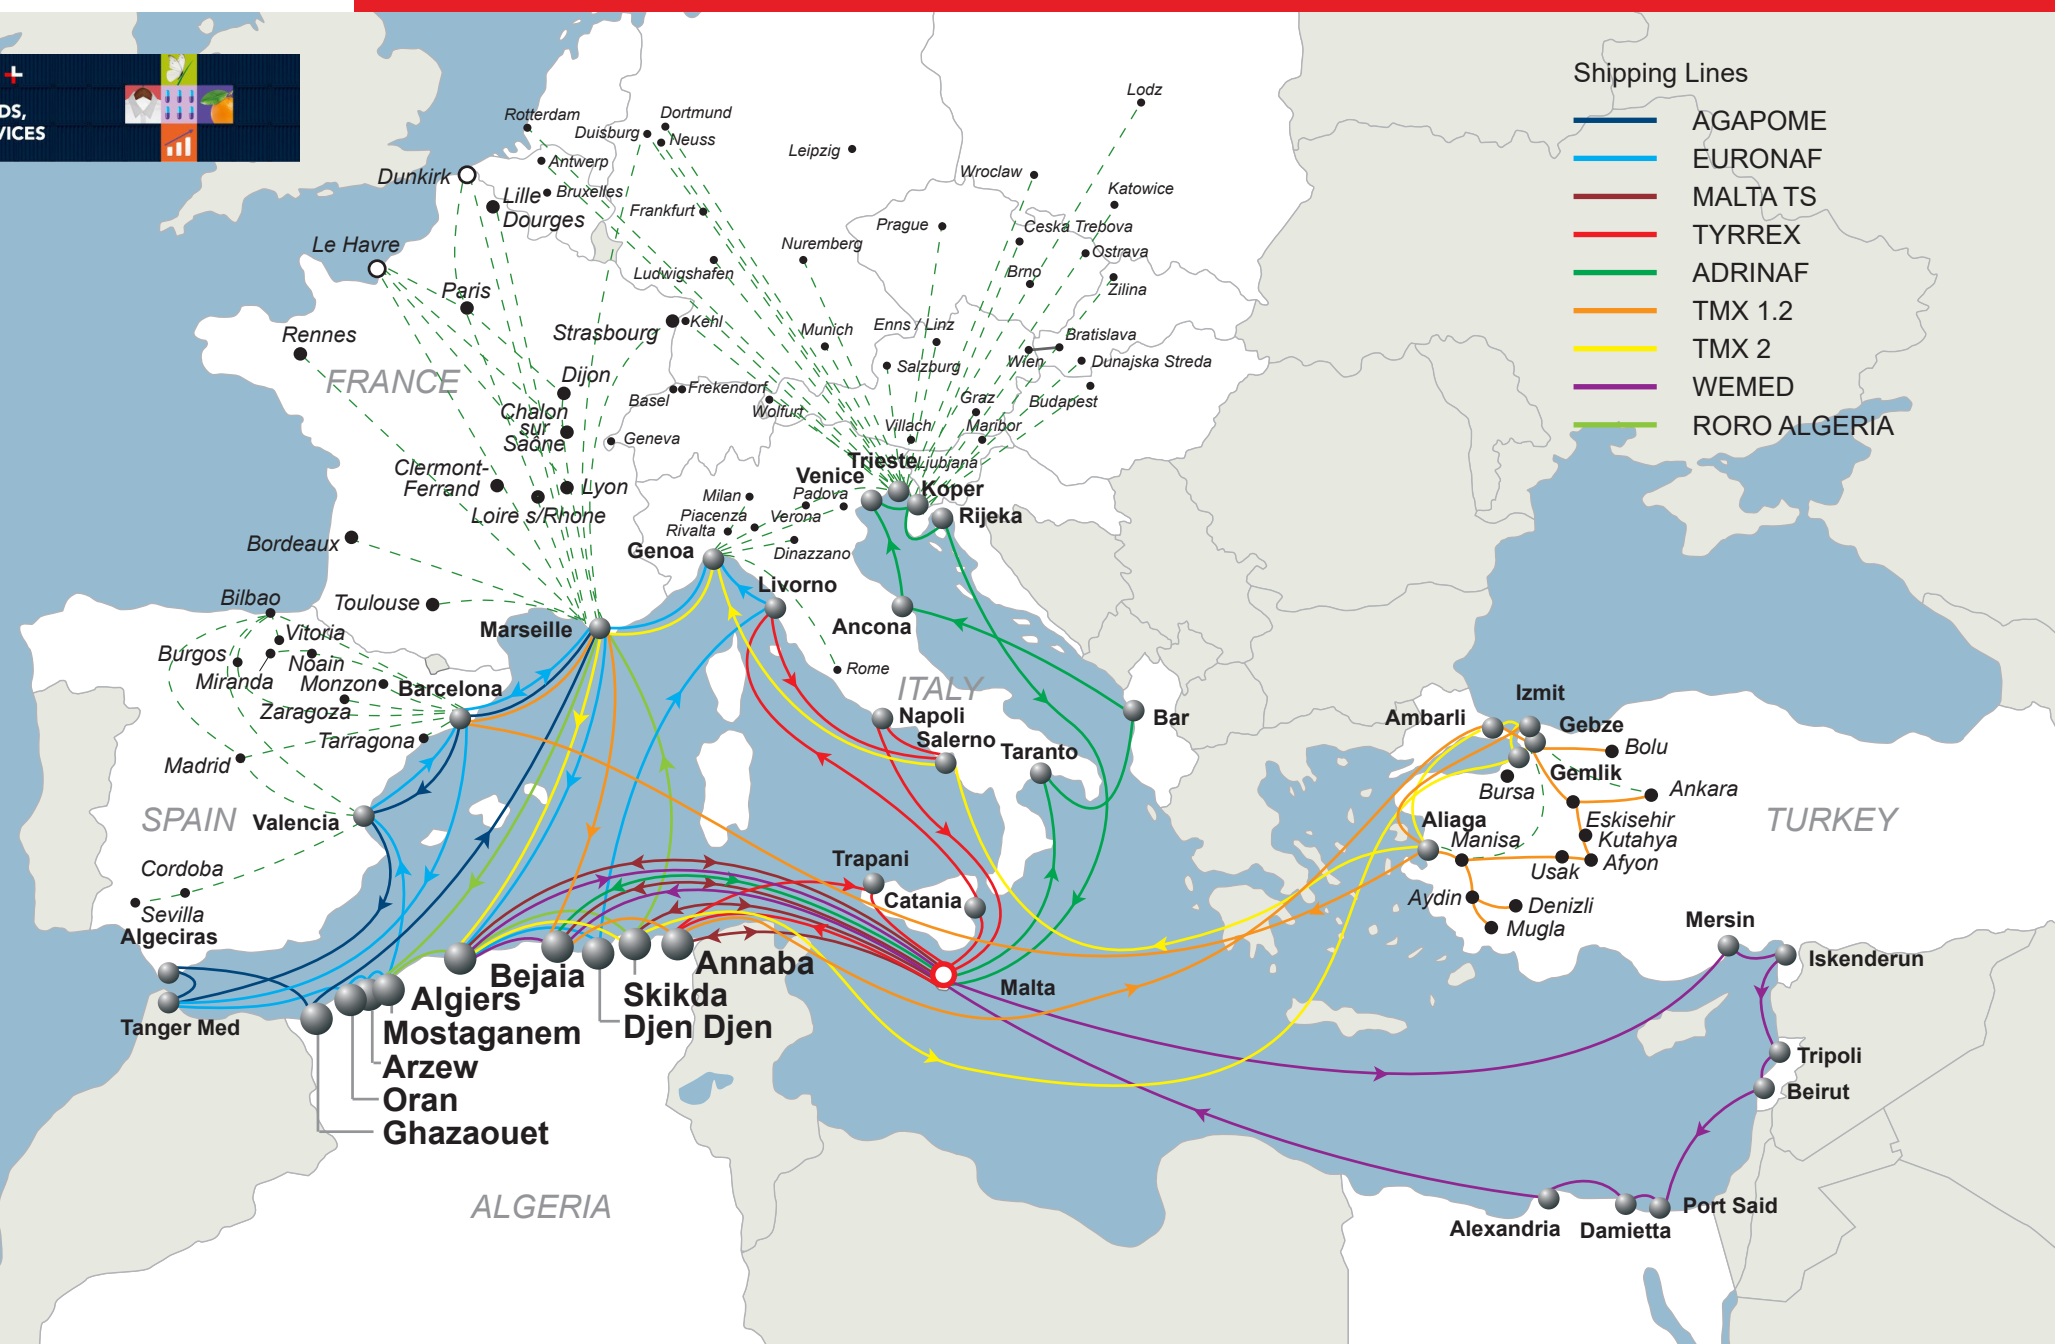 DS,
VICES
Shipping Lines
AGAPOME
EURONAF
MALTA TS
TYRREX
ADRINAF
TMX 1.2
TMX 2
WEMED
RORO ALGERIA
Lodz
Rotterdam
Dortmund
Duisburg
Neuss
Leipzig
Antwerp
Dunkirk
Bruxelles
Lille
Dourges
Wroclaw
Katowice
Frankfurt
Prague
Ceska Trebova
Le Havre
Nuremberg
Ostrava
Ludwigshafen
Brno
Zilina
Paris
Rennes
Strasbourg
Kehl
Munich
Enns / Linz
Bratislava
Wien
Dunajska Streda
Salzburg
FRANCE
Dijon
Basel
Frekendorf
Wolfurt
Graz
Budapest
Chalon
sur
Saône
Geneva
Villach
Maribor
Trieste
Ljubjana
Clermont-
Ferrand
Lyon
Loire s/Rhone
Venice
Koper
Milan
Padova
Piacenza
Verona
Rivalta
Rijeka
Bordeaux
Genoa
Dinazzano
Livorno
Bilbao
Toulouse
Marseille
Ancona
Vitoria
Burgos
Noain
Miranda
Monzon
Barcelona
Rome
ITALY
Zaragoza
Napoli
Bar
Tarragona
Salerno
Taranto
Madrid
Izmit
Ambarli
Gebze
Bolu
Gemlik
Ankara
Bursa
SPAIN
Valencia
Aliaga
Eskisehir
Manisa
Kutahya
TURKEY
Usak
Afyon
Cordoba
Trapani
Catania
Aydin
Denizli
Mugla
Sevilla
Algeciras
Mersin
Iskenderun
Bejaia
Annaba
Malta
Algiers
Skikda
Tanger Med
Mostaganem
Djen Djen
Arzew
Tripoli
Oran
Beirut
Ghazaouet
ALGERIA
Port Said
Alexandria
Damietta